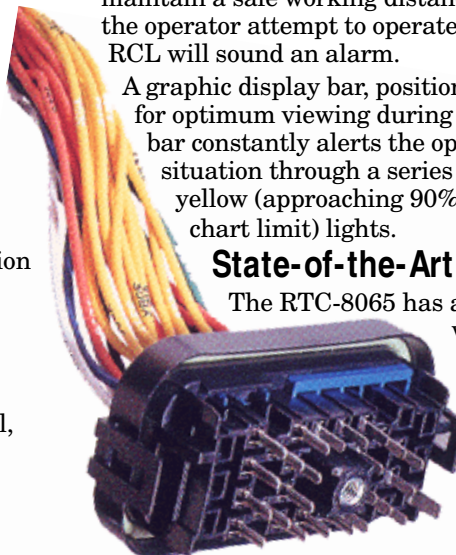 maintain a safe working distan
the operator attempt to operate
RCL will sound an alarm.
A graphic display bar, position
for optimum viewing during
bar constantly alerts the op
situation through a series
yellow (approaching 90%
chart limit) lights.
ion
State-of-the-Art
The RTC-8065 has a
l,